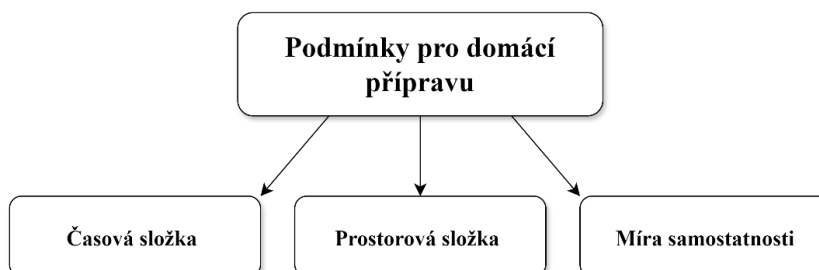 Podmínky pro domácí
přípravu
Časová složka
Prostorová složka
Míra samostatnosti